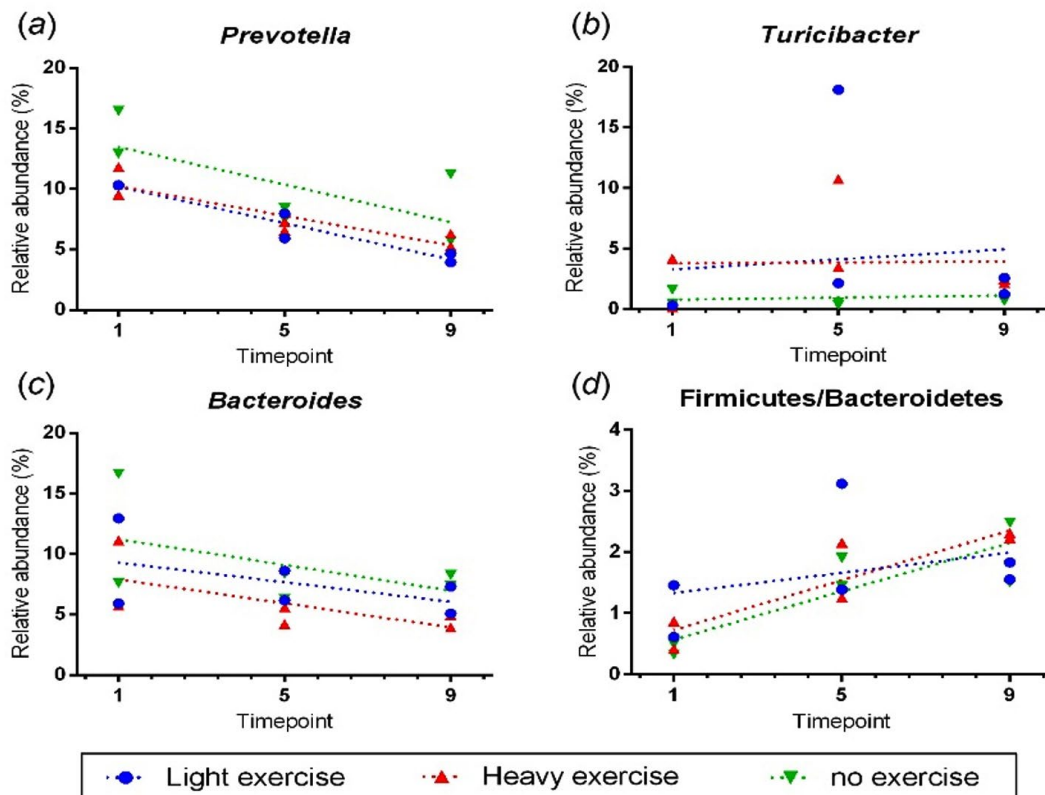 (a)
Prevotella
Relative abundance (%)
20
15
10
5
0
1
5
9
Timepoint
(b)
Turicibacter
Relative abundance (%)
20
15
10
5
0
1
5
9
Timepoint
(c)
Bacteroides
Relative abundance (%)
20
15
10
5
0
1
5
9
Timepoint
(d)
Firmicutes/Bacteroidetes
Relative abundance (%)
4
3
2
1
0
1
5
9
Timepoint
Light exercise
Heavy exercise
no exercise